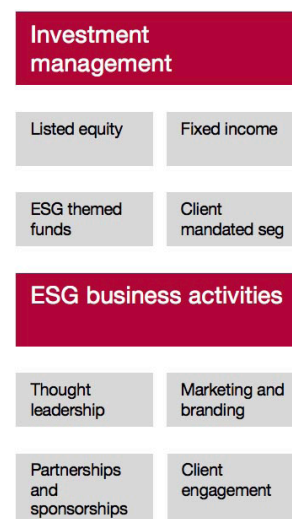 Investment
management
Listed equity
Fixed income
ESG themed
funds
Client
mandated seg
ESG business activities
Thought
leadership
Marketing and
branding
Partnerships
and
sponsorships
Client
engagement